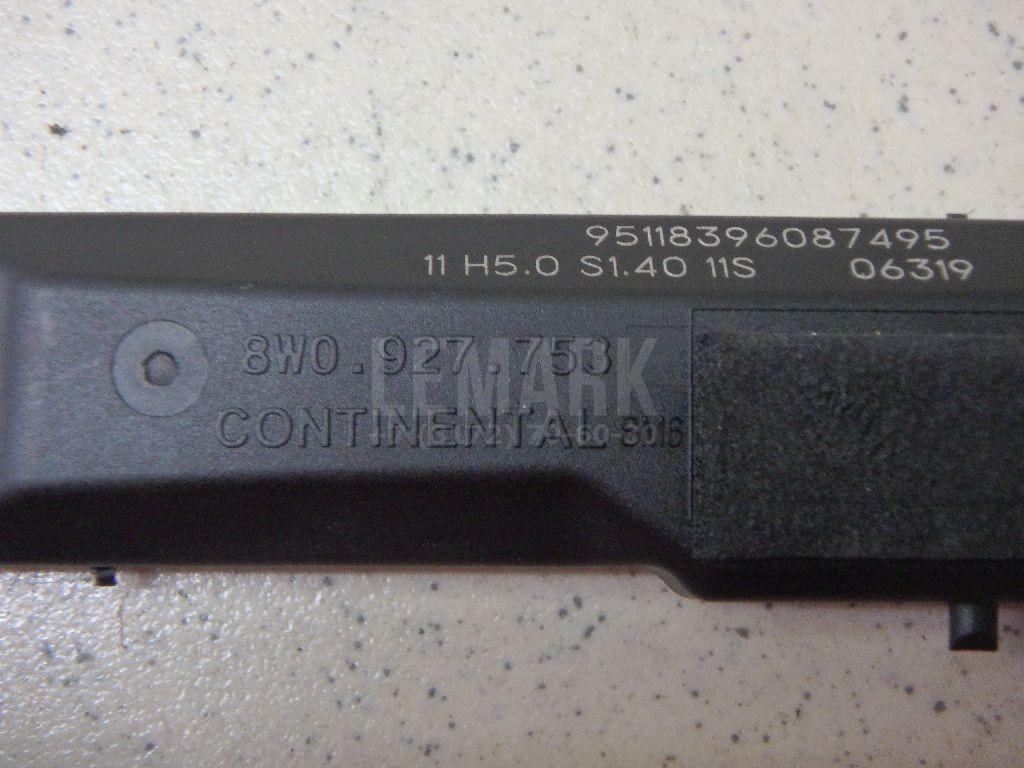 95118396087495
11 H5.0 S1.40 11S 06319
8W0.927.753
LEMARK
CONTINENTAL